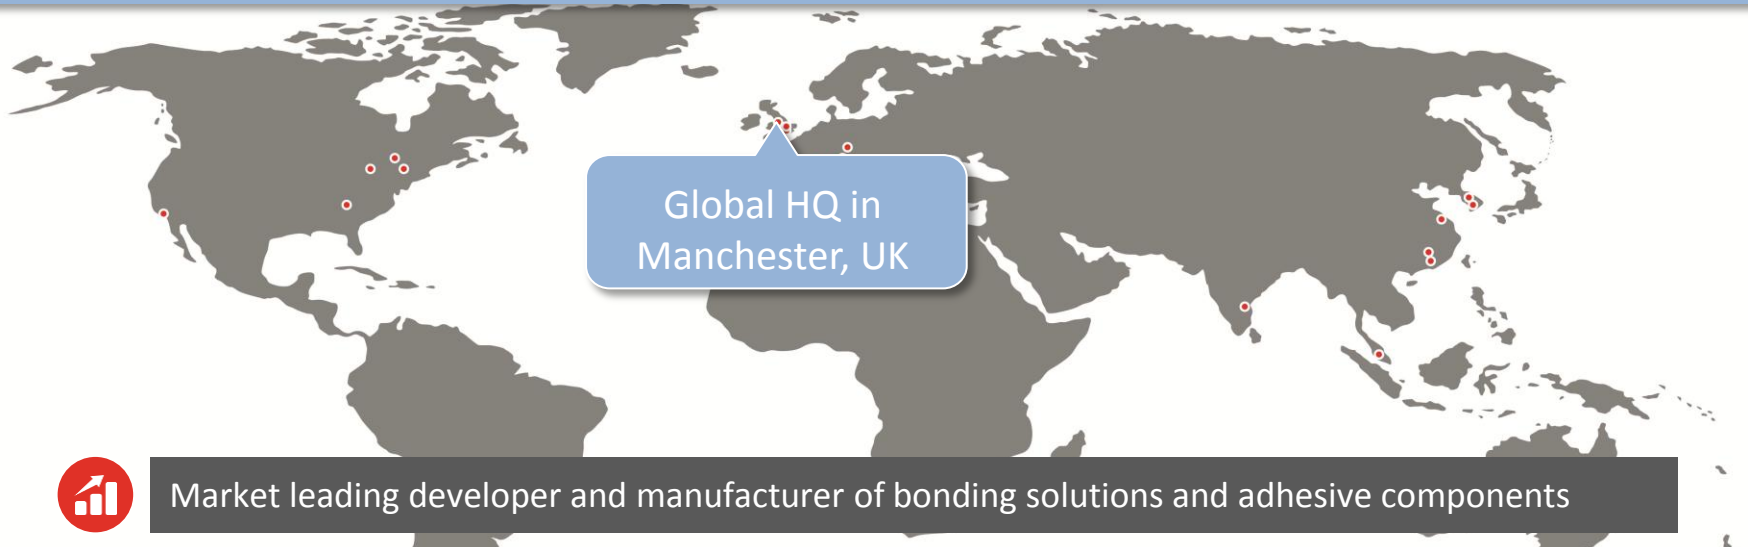 Global HQ in
Manchester, UK
Market leading developer and manufacturer of bonding solutions and adhesive components